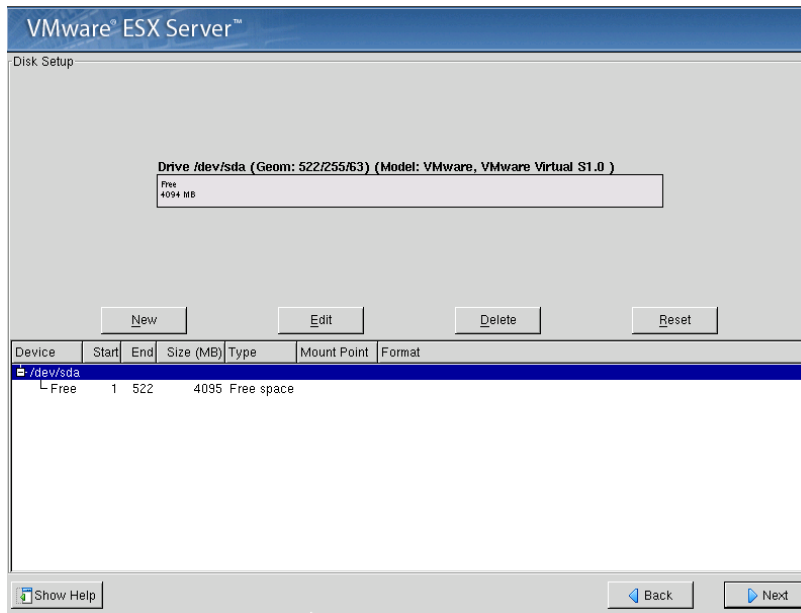 VMware® ESX Server™
Disk Setup
Drive /dev/sda (Geom: 522/255/63) (Model: VMware, VMware Virtual S1.0 )
Free
4094 MB
New Edit Delete Reset
Device Start End Size (MB) Type Mount Point Format
/dev/sda
Free 1 522 4095 Free space
Show Help Back Next